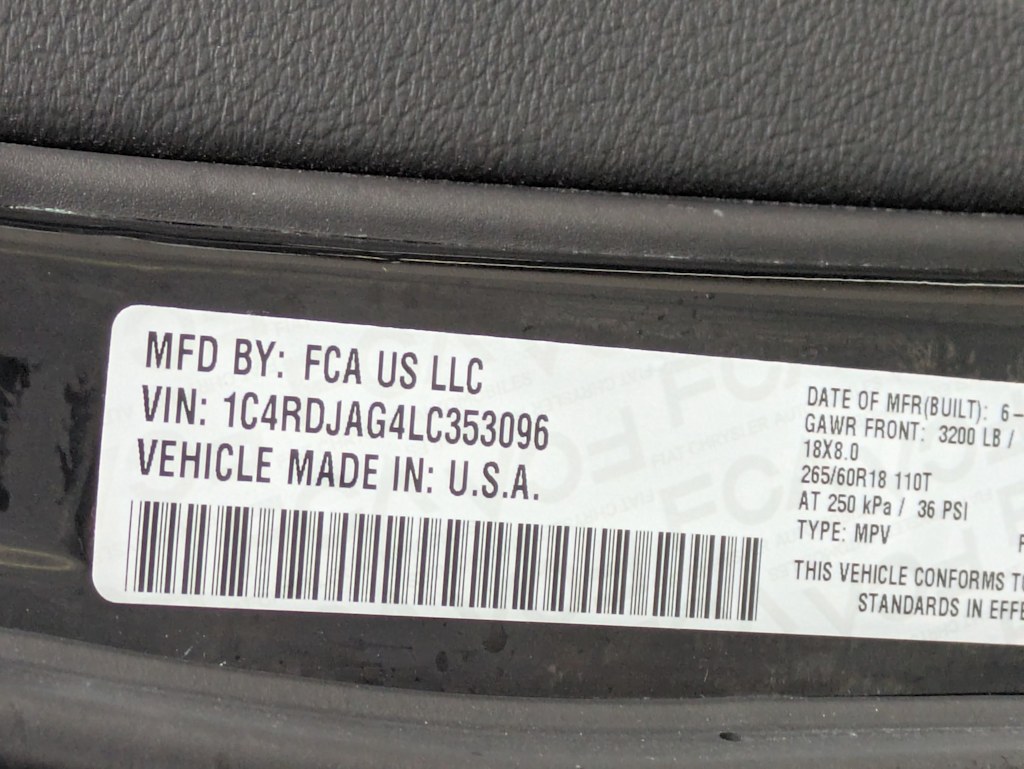 MFD BY: FCA US LLC
VIN: 1C4RDJAG4LC353096
VEHICLE MADE IN: U.S.A.
DATE OF MFR(BUILT): 6-
GAWR FRONT: 3200 LB /
18X8.0
265/60R18 110T
AT 250 kPa / 36 PSI
TYPE: MPV
THIS VEHICLE CONFORMS
STANDARDS IN